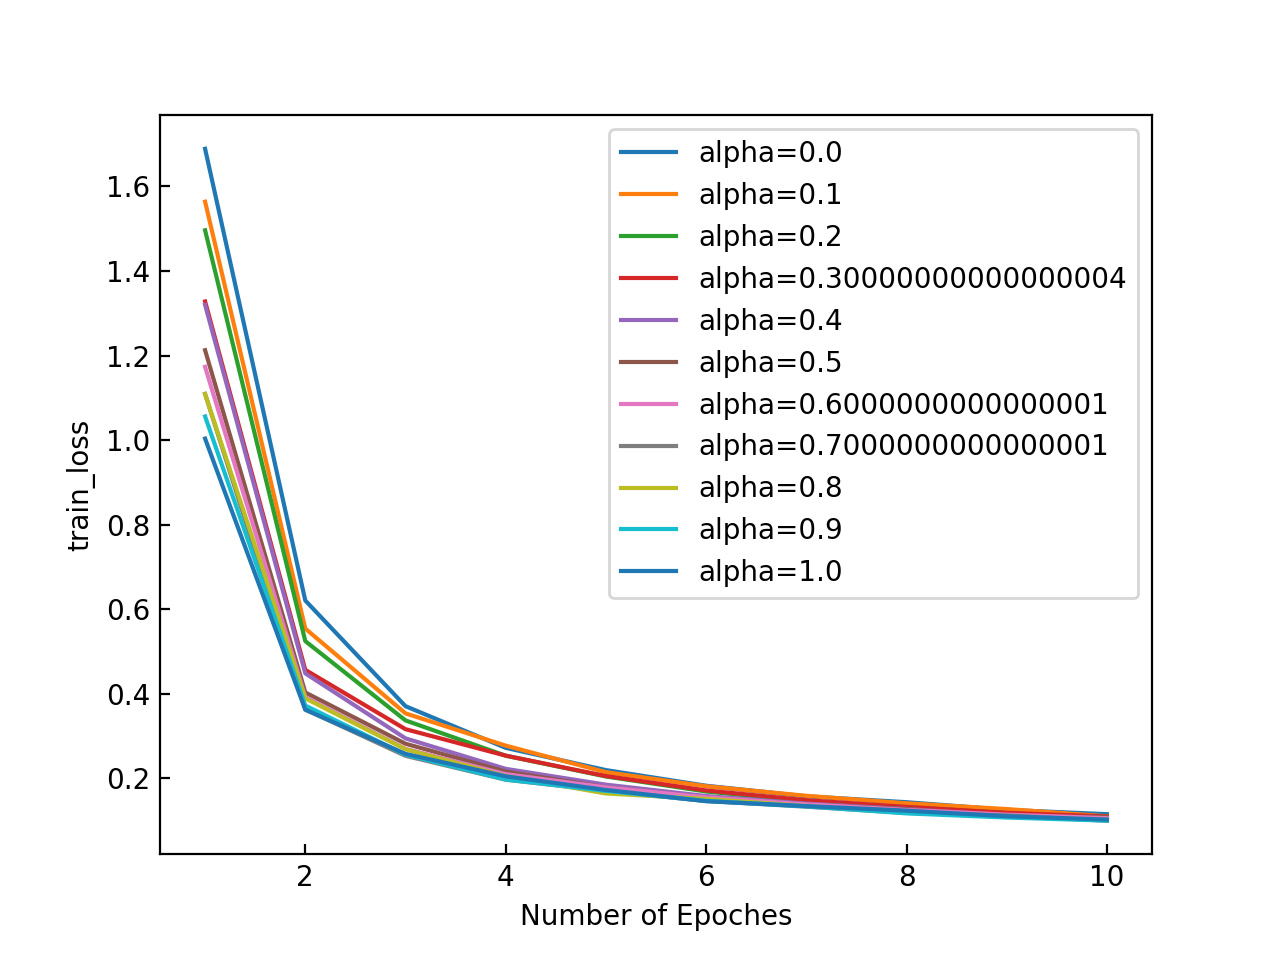 alpha=0.0
alpha=0.1
alpha=0.2
alpha=0.30000000000000004
alpha=0.4
alpha=0.5
alpha=0.6000000000000001
alpha=0.7000000000000001
alpha=0.8
alpha=0.9
alpha=1.0
1.6
1.4
1.2
1.0
0.8
0.6
0.4
0.2
train_loss
2 4 6 8 10
Number of Epoches